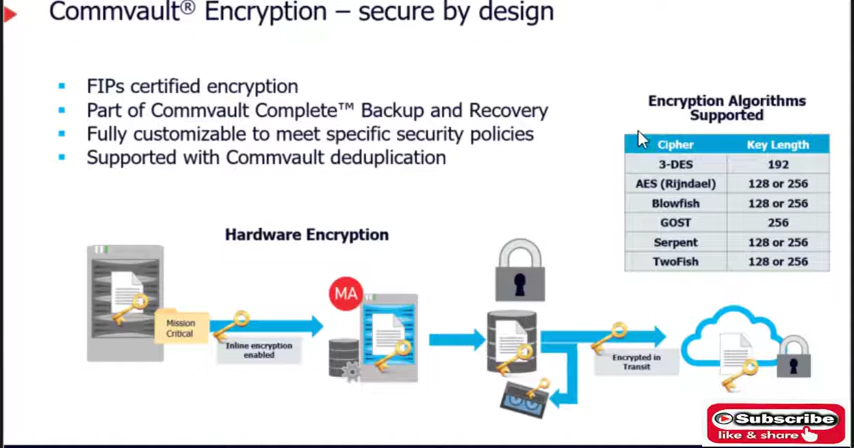 Commvault® Encryption – secure by design
FIPs certified encryption
Part of Commvault Complete™ Backup and Recovery
Fully customizable to meet specific security policies
Supported with Commvault deduplication
Encryption Algorithms
Supported
Cipher Key Length
3-DES 192
AES (Rijndael) 128 or 256
Blowfish 128 or 256
GOST 256
Serpent 128 or 256
TwoFish 128 or 256
Hardware Encryption
MA
Mission
Critical
Inline encryption
enabled
Encrypted in
Transit
Subscribe
like & share